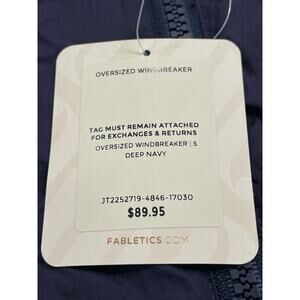 OVERSIZED WINDBREAKER
TAG MUST REMAIN ATTACHED
FOR EXCHANGES & RETURNS
OVERSIZED WINDBREAKER | S
DEEP NAVY
JT2252719-4846-17030
$89.95
FABLETICS.COM